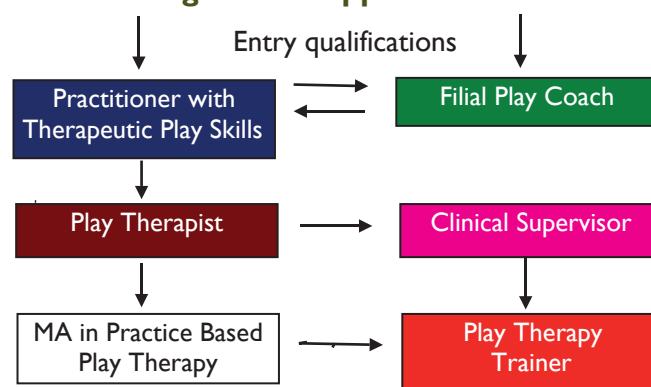 Entry qualifications
Practitioner with
Therapeutic Play Skills
Filial Play Coach
Play Therapist
Clinical Supervisor
MA in Practice Based
Play Therapy
Play Therapy
Trainer